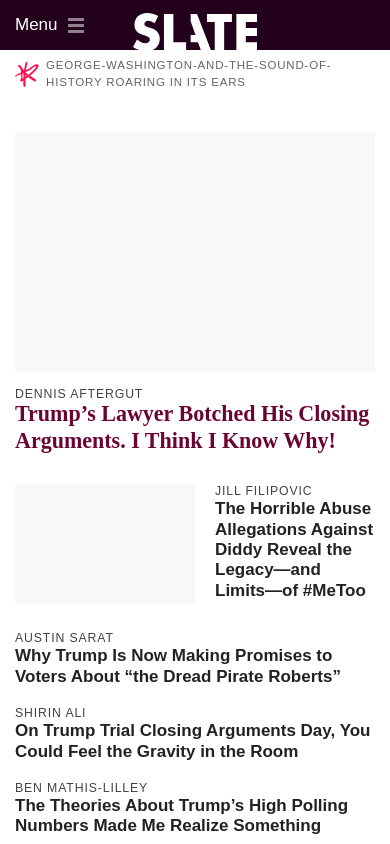 Menu
SLATE
GEORGE-WASHINGTON-AND-THE-SOUND-OF-
HISTORY ROARING IN ITS EARS
DENNIS AFTERGUT
Trump’s Lawyer Botched His Closing
Arguments. I Think I Know Why!
JILL FILIPOVIC
The Horrible Abuse
Allegations Against
Diddy Reveal the
Legacy—and
Limits—of #MeToo
AUSTIN SARAT
Why Trump Is Now Making Promises to
Voters About “the Dread Pirate Roberts”
SHIRIN ALI
On Trump Trial Closing Arguments Day, You
Could Feel the Gravity in the Room
BEN MATHIS-LILLEY
The Theories About Trump’s High Polling
Numbers Made Me Realize Something